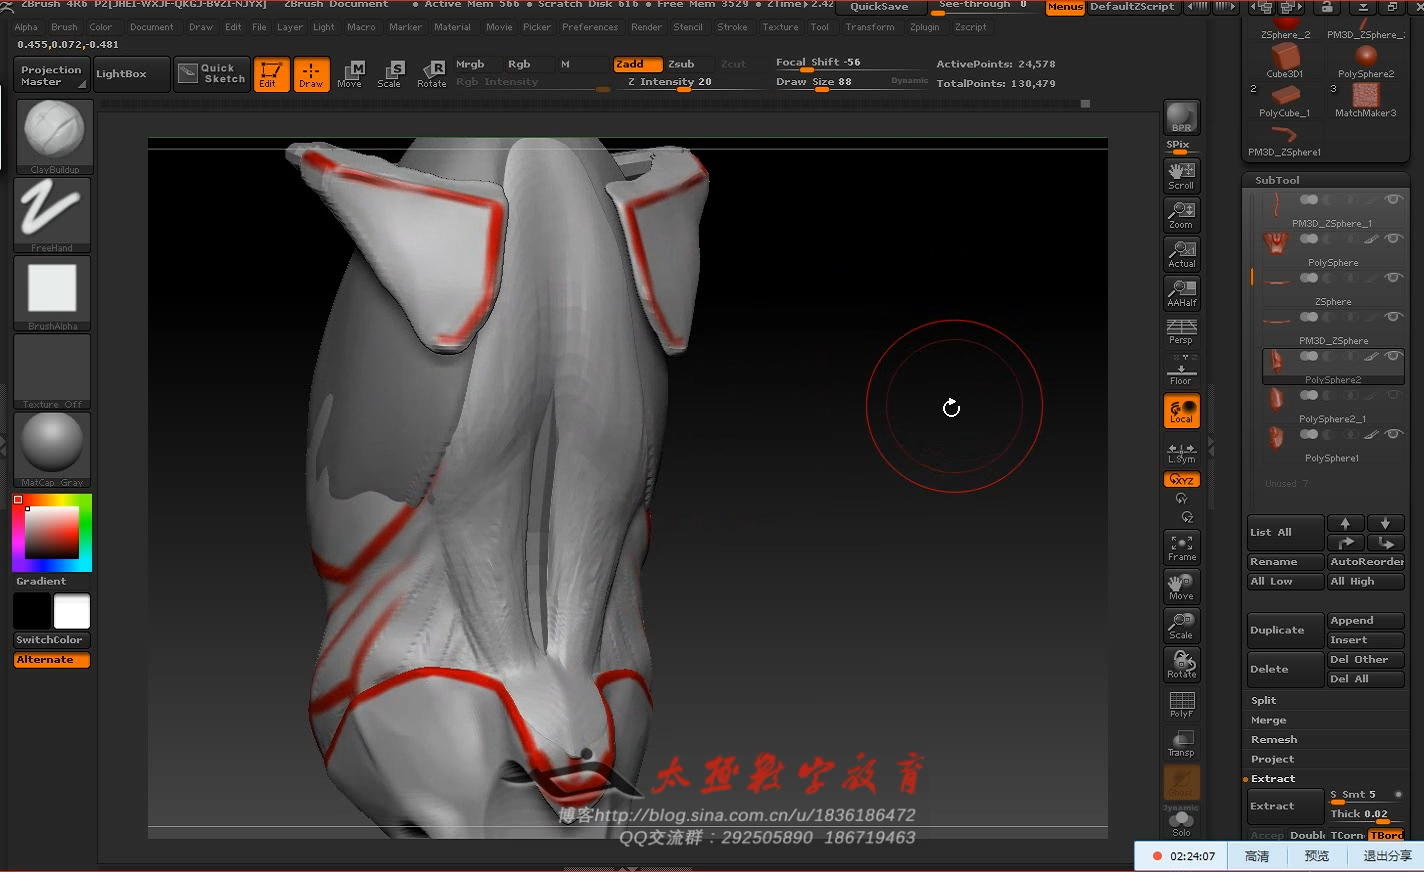 ZBrush 4R6 P2[JHEI-WXJF-QKGJ-BVZI-NJYX] ZBrush Document • Active Mem 566 • Scratch Disk 616 • Free Mem 3529 • ZTime▸2.42 QuickSave See-through 0 Menus DefaultZScript
Alpha Brush Color Document Draw Edit File Layer Light Macro Marker Material Movie Picker Preferences Render Stencil Stroke Texture Tool Transform Zplugin Zscript
0.455,0.072,-0.481
Projection Master
LightBox
Quick Sketch
Edit
Draw
Move
Scale
Rotate
Mrgb Rgb M
Rgb Intensity
Zadd Zsub Zcut
Z Intensity 20
Focal Shift -56
Draw Size 88
Dynamic
ActivePoints: 24,578
TotalPoints: 130,479
ClayBuildup
FreeHand
BrushAlpha
Texture Off
MatCap Gray
Gradient
SwitchColor
Alternate
太極數字教育
博客http://blog.sina.com.cn/u/1836186472
QQ交流群：292505890 186719463
BPR
SPix
Scroll
Zoom
Actual
AAHalf
Persp
Floor
Local
L.Sym
XYZ
Y
Z
Frame
Move
Scale
Rotate
PolyF
Transp
Ghost
Dynamic
Solo
ZSphere_2
Cube3D1
PolySphere2
2
3
PolyCube_1
MatchMaker3
PM3D_ZSphere1
SubTool
PM3D_ZSphere_1
PolySphere
ZSphere
PM3D_ZSphere
PolySphere2
PolySphere2_1
PolySphere1
Unused 7
List All
Rename
AutoReorder
All Low
All High
Duplicate
Append
Insert
Delete
Del Other
Del All
Split
Merge
Remesh
Project
Extract
Extract
S Smt 5
Thick 0.02
Accep Double TCorne TBord
02:24:07 高清 预览 退出分享